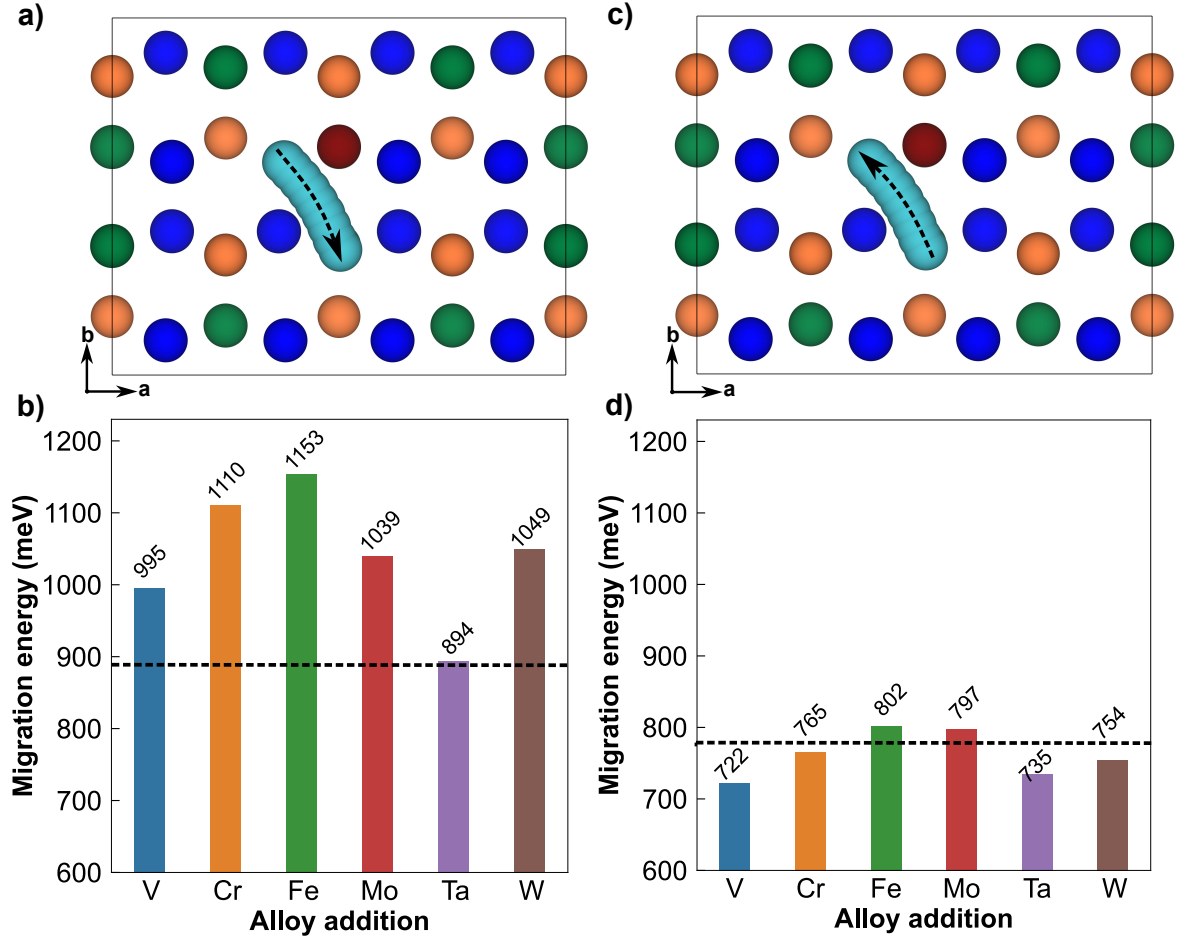 a)
b
a
c)
b
a
b)
Migration energy (meV)
1200
1100
1000
900
800
700
600
995
1110
1153
1039
894
1049
V Cr Fe Mo Ta W
Alloy addition
d)
Migration energy (meV)
1200
1100
1000
900
800
700
600
722
765
802
797
735
754
V Cr Fe Mo Ta W
Alloy addition